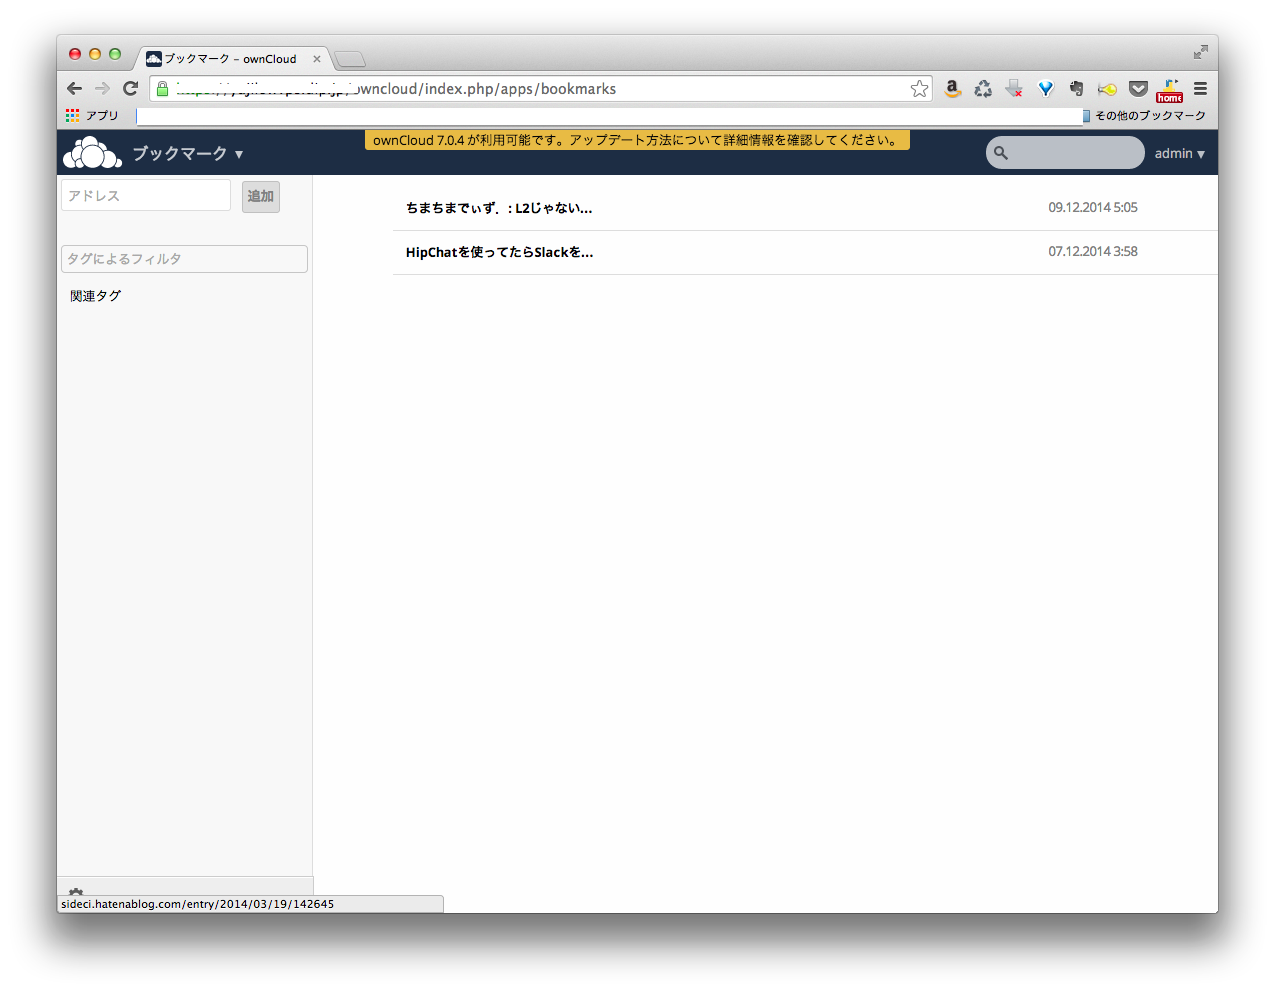 ブックマーク – ownCloud
owncloud/index.php/apps/bookmarks
home
アプリ
その他のブックマーク
ownCloud 7.0.4 が利用可能です。アップデート方法について詳細情報を確認してください。
ブックマーク ▼
admin ▼
アドレス
追加
ちまちまでぃず．: L2じゃない...
09.12.2014 5:05
タグによるフィルタ
HipChatを使ってたらSlackを...
07.12.2014 3:58
関連タグ
sideci.hatenablog.com/entry/2014/03/19/142645